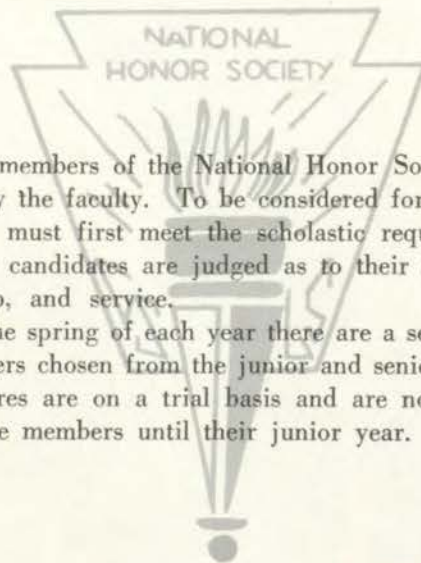 NATIONAL
HONOR SOCIETY
members of the National Honor So
y the faculty. To be considered for
must first meet the scholastic requ
candidates are judged as to their
p, and service.
he spring of each year there are a se
ers chosen from the junior and senio
res are on a trial basis and are no
e members until their junior year.